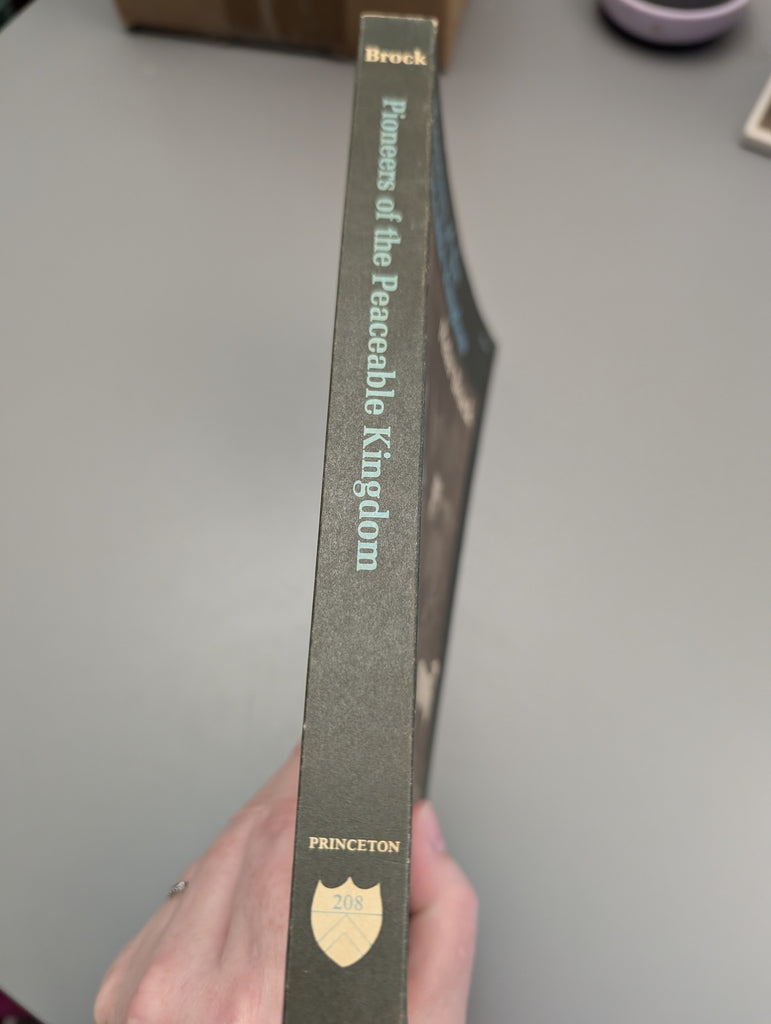 Brock
Pioneers of the Peaceable Kingdom
PRINCETON
208